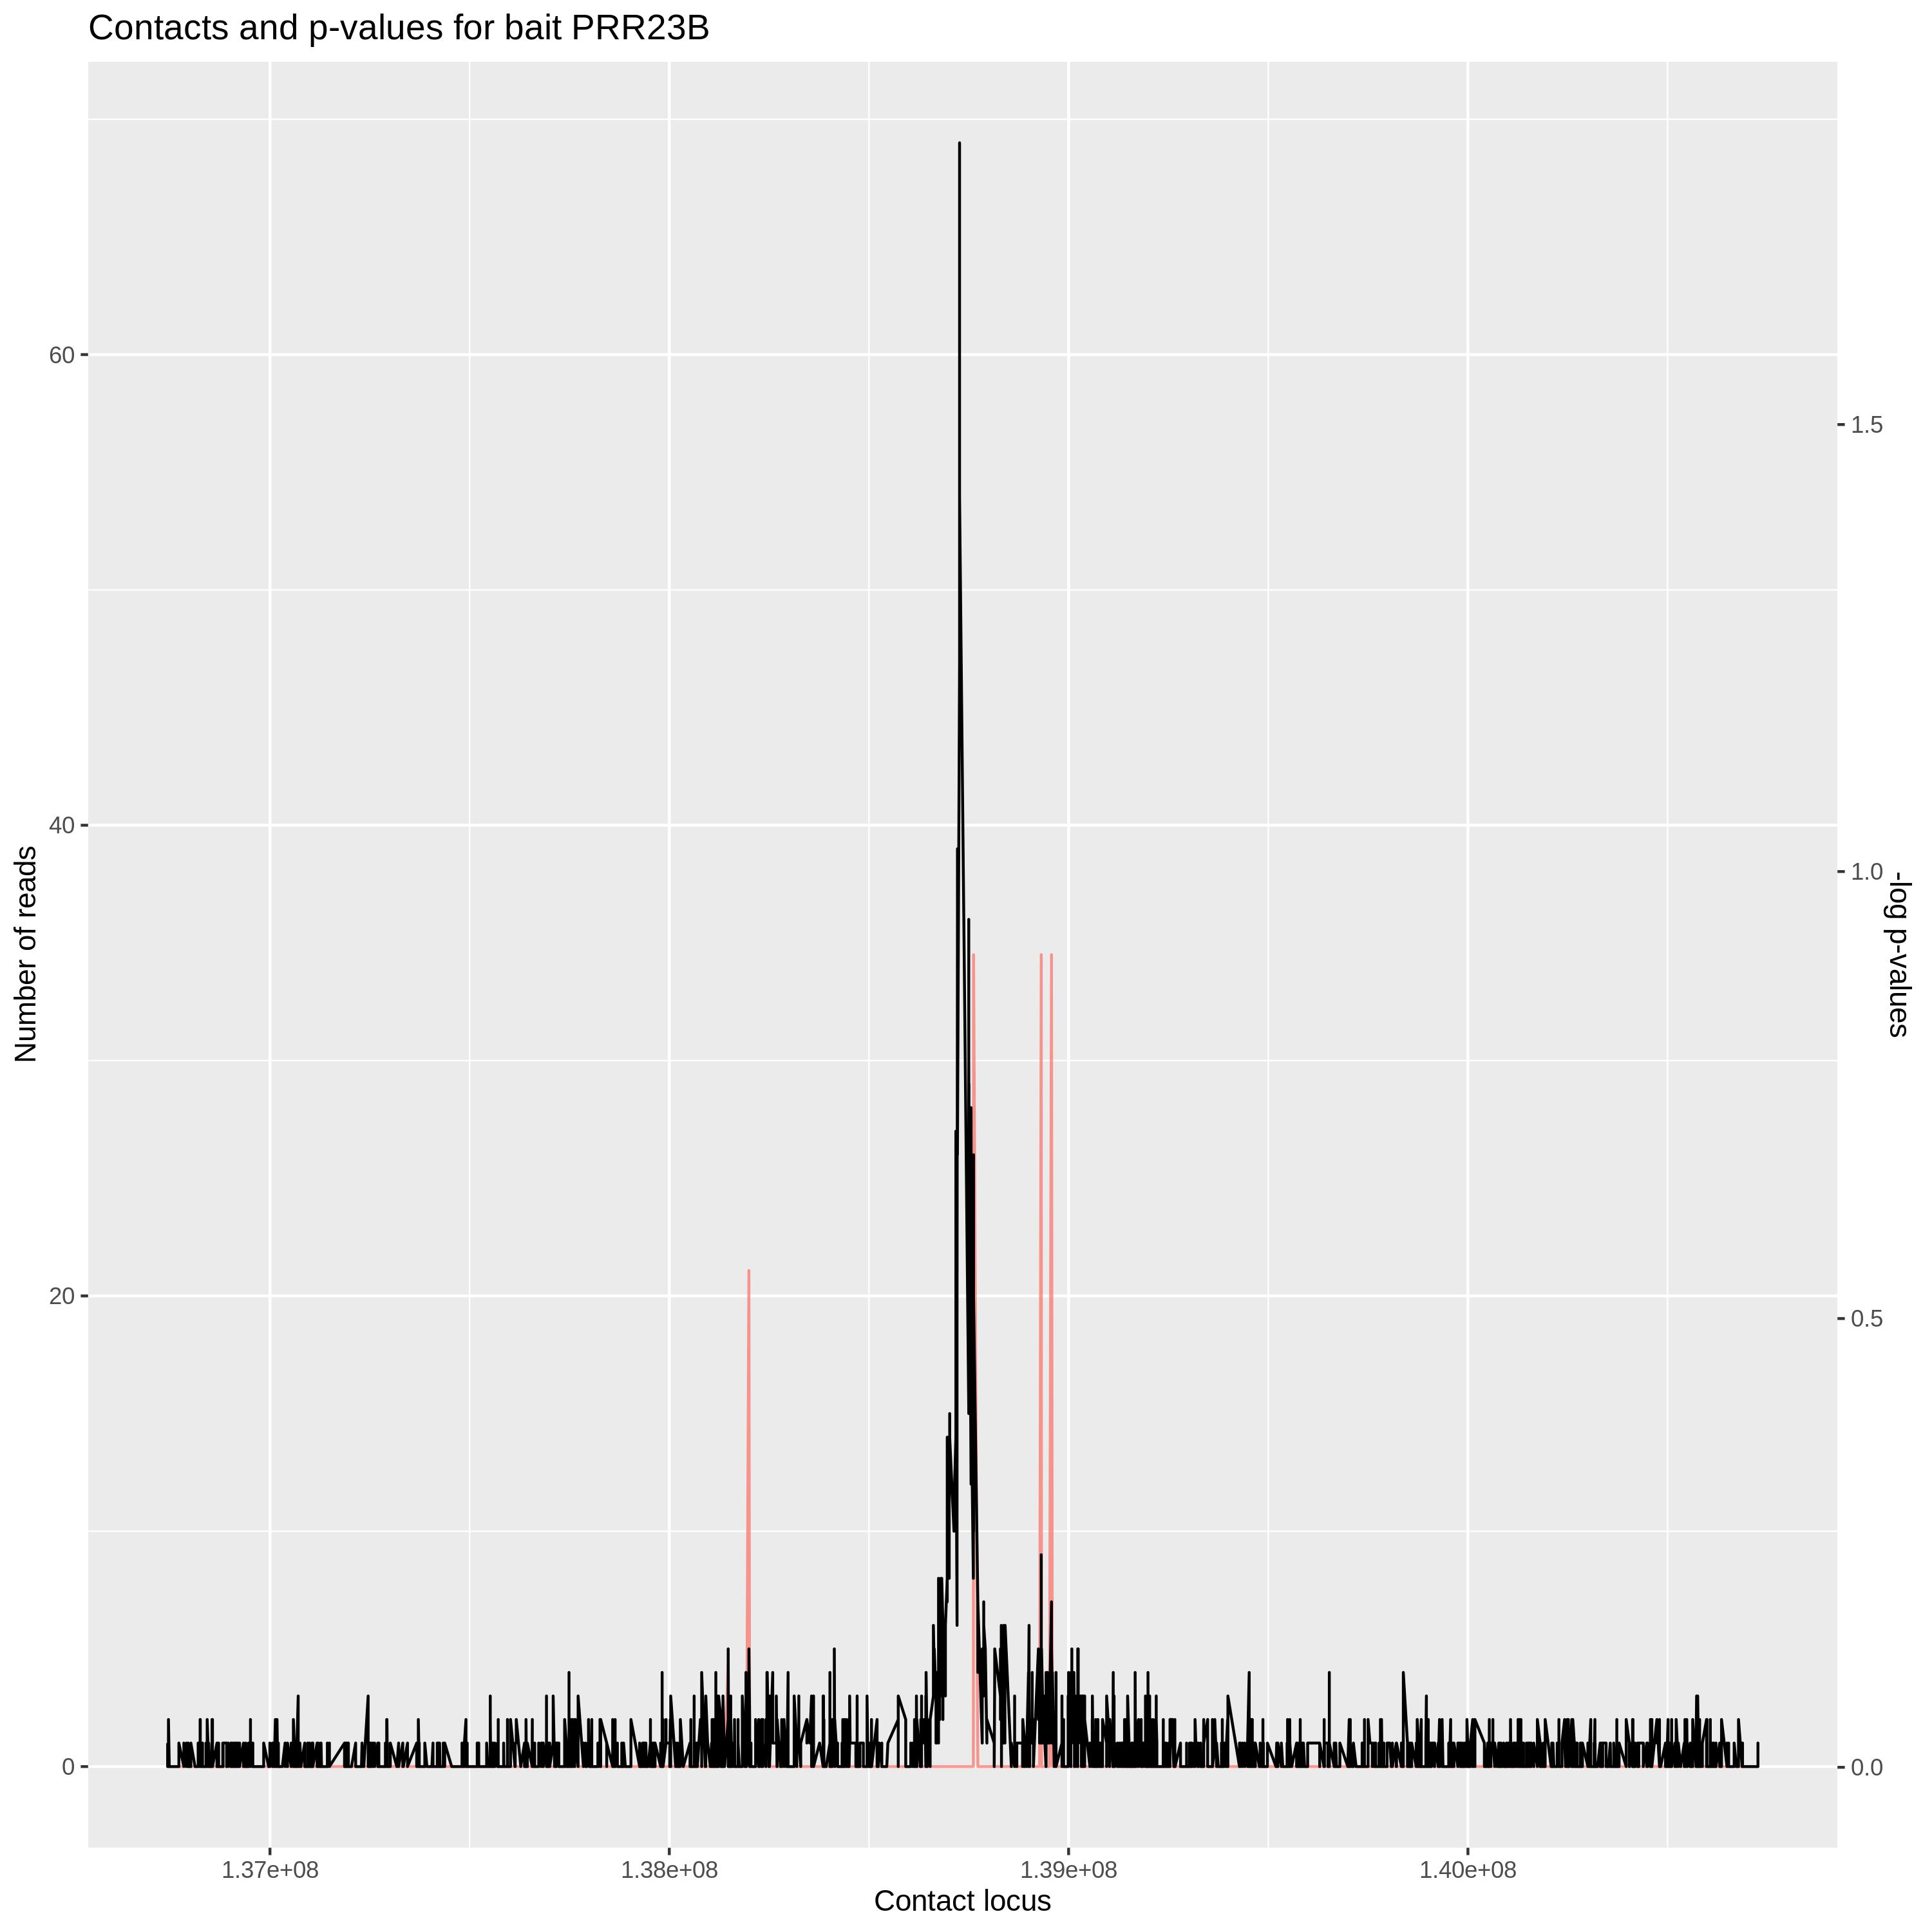 Contacts and p-values for bait PRR23B
Number of reads
60
40
20
0
1.5
1.0
0.5
0.0
-log p-values
1.37e+08 1.38e+08 1.39e+08 1.40e+08
Contact locus